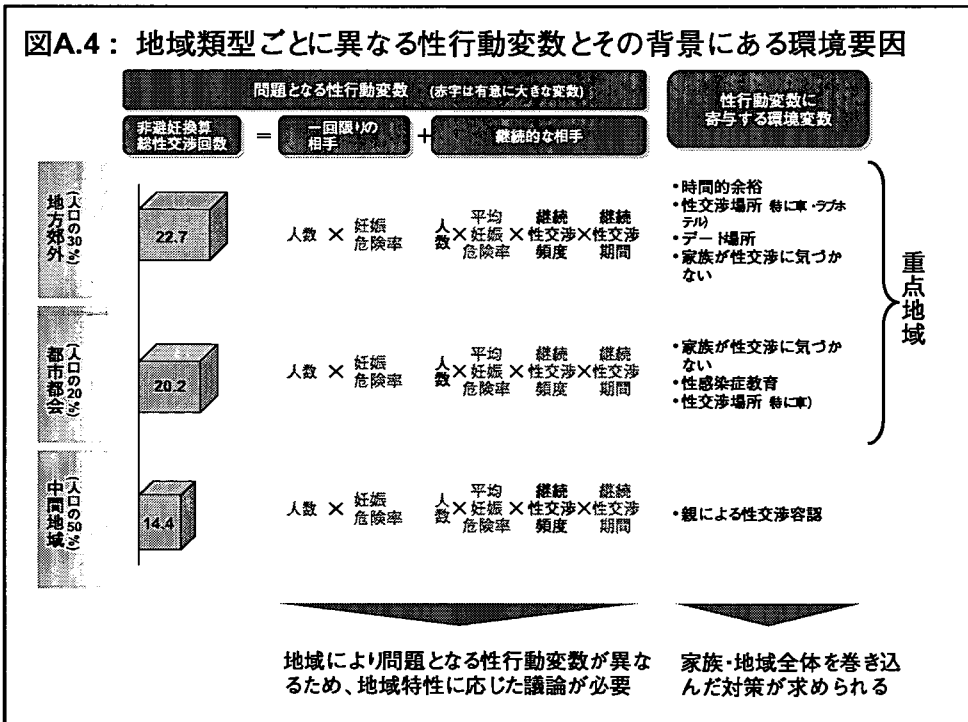 図A.4： 地域類型ごとに異なる性行動変数とその背景にある環境要因
問題となる性行動変数 (赤字は有意に大きな変数)
性行動変数に
寄与する環境変数
非避妊換算
総性交渉回数
=
一回限りの
相手
+
継続的な相手
地方郊外
(人口の30%)
22.7
人数 × 妊娠危険率
人数 × 平均妊娠危険率 × 継続性交渉頻度 × 継続性交渉期間
・時間的余裕
・性交渉場所 特に車・ラブホ
テル)
・デート場所
・家族が性交渉に気づか
ない
都市都会
(人口の20%)
20.2
人数 × 妊娠危険率
人数 × 平均妊娠危険率 × 継続性交渉頻度 × 継続性交渉期間
・家族が性交渉に気づか
ない
・性感染症教育
・性交渉場所 特に車)
重点地域
中間地域
(人口の50%)
14.4
人数 × 妊娠危険率
人数 × 平均妊娠危険率 × 継続性交渉頻度 × 継続性交渉期間
・親による性交渉容認
地域により問題となる性行動変数が異な
るため、地域特性に応じた議論が必要
家族・地域全体を巻き込
んだ対策が求められる